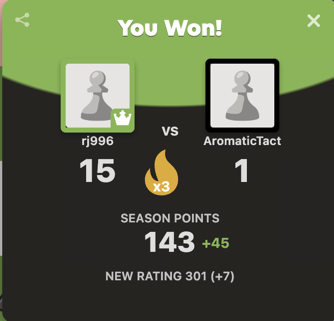 You Won!
vs
rj996
AromaticTact
15
x3
1
SEASON POINTS
143 +45
NEW RATING 301 (+7)